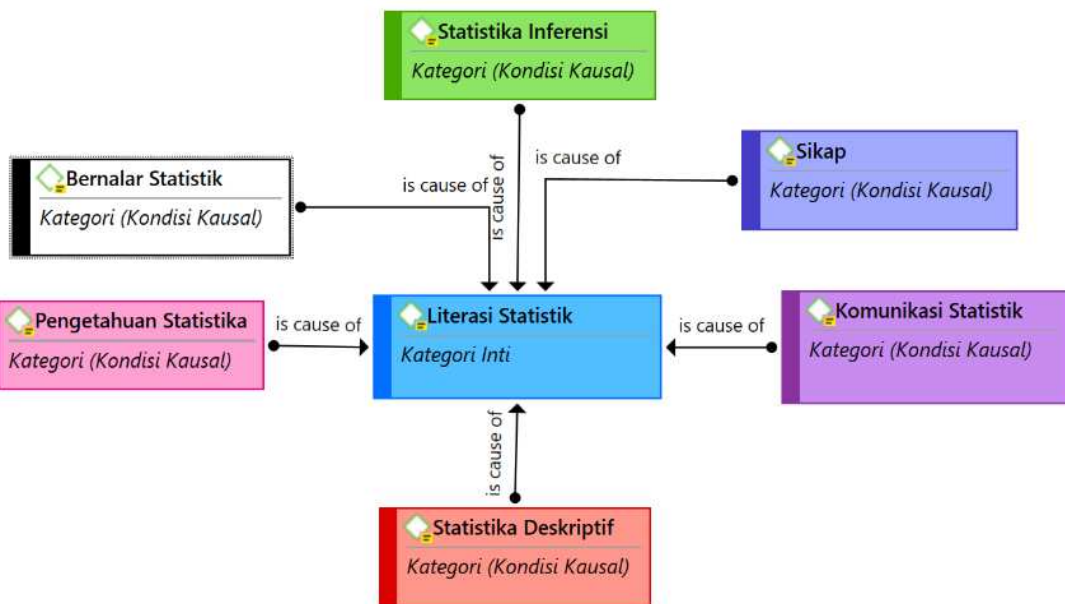 Statistika Inferensi
Kategori (Kondisi Kausal)
is cause of
Sikap
Kategori (Kondisi Kausal)
is cause of
Bernalar Statistik
Kategori (Kondisi Kausal)
is cause of
Pengetahuan Statistika
Kategori (Kondisi Kausal)
is cause of
Literasi Statistik
Kategori Inti
is cause of
Komunikasi Statistik
Kategori (Kondisi Kausal)
is cause of
Statistika Deskriptif
Kategori (Kondisi Kausal)